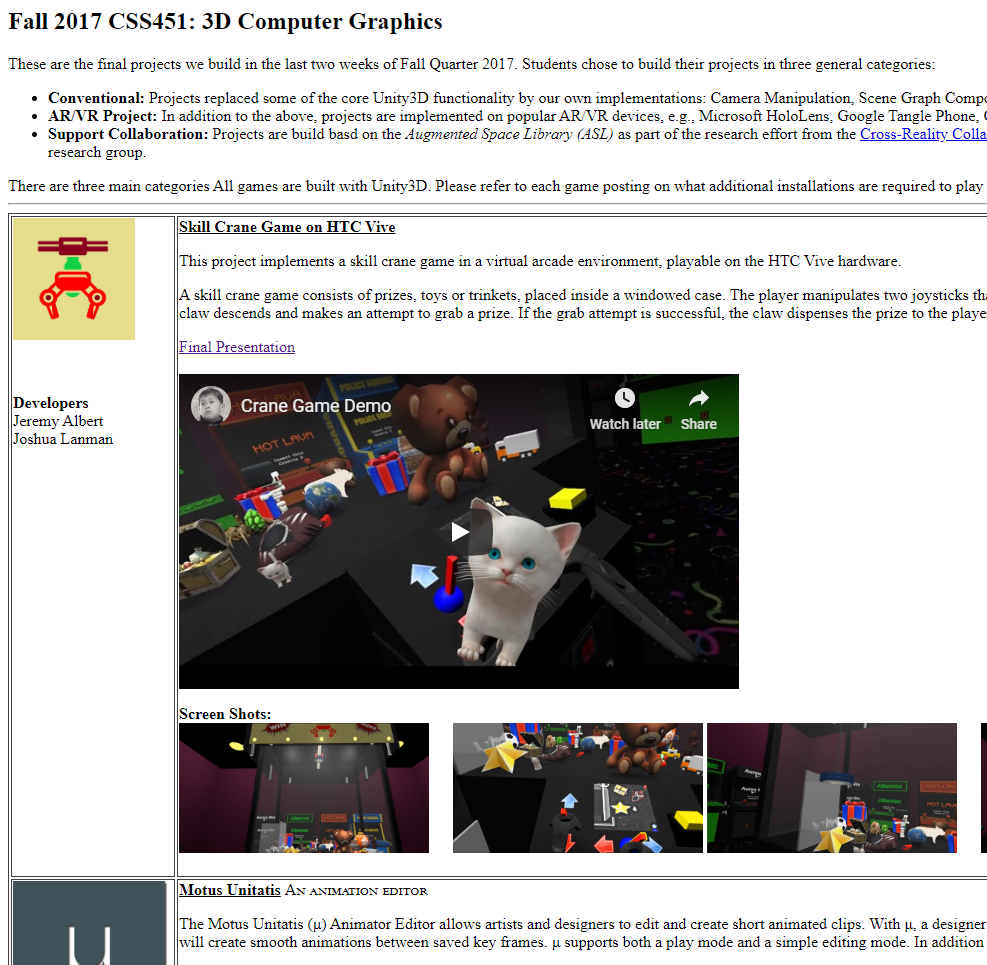 Fall 2017 CSS451: 3D Computer Graphics
These are the final projects we build in the last two weeks of Fall Quarter 2017. Students chose to build their projects in three general categories:
• Conventional: Projects replaced some of the core Unity3D functionality by our own implementations: Camera Manipulation, Scene Graph Compo
• AR/VR Project: In addition to the above, projects are implemented on popular AR/VR devices, e.g., Microsoft HoloLens, Google Tangle Phone,
• Support Collaboration: Projects are build basd on the Augmented Space Library (ASL) as part of the research effort from the Cross-Reality Colla
research group.
There are three main categories All games are built with Unity3D. Please refer to each game posting on what additional installations are required to play
Skill Crane Game on HTC Vive
This project implements a skill crane game in a virtual arcade environment, playable on the HTC Vive hardware.
A skill crane game consists of prizes, toys or trinkets, placed inside a windowed case. The player manipulates two joysticks tha
claw descends and makes an attempt to grab a prize. If the grab attempt is successful, the claw dispenses the prize to the playe
Final Presentation
Developers
Jeremy Albert
Joshua Lanman
Crane Game Demo
Watch later
Share
POLICE SQUAD
HOT LAVA
Insert Coin
Screen Shots:
μ
Motus Unitatis AN ANIMATION EDITOR
The Motus Unitatis (μ) Animator Editor allows artists and designers to edit and create short animated clips. With μ, a designer
will create smooth animations between saved key frames. μ supports both a play mode and a simple editing mode. In addition